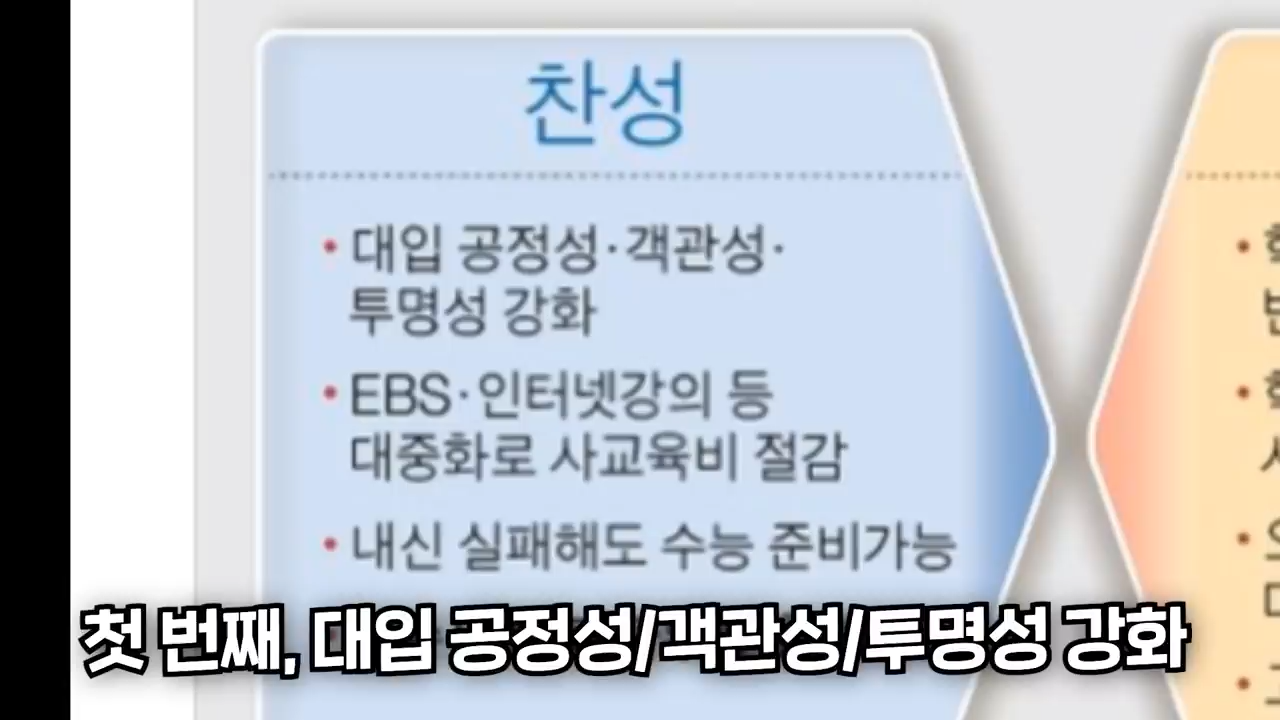 찬성
• 대입 공정성·객관성·
투명성 강화
• EBS·인터넷강의 등
대중화로 사교육비 절감
• 내신 실패해도 수능 준비가능
첫 번째, 대입 공정성/객관성/투명성 강화